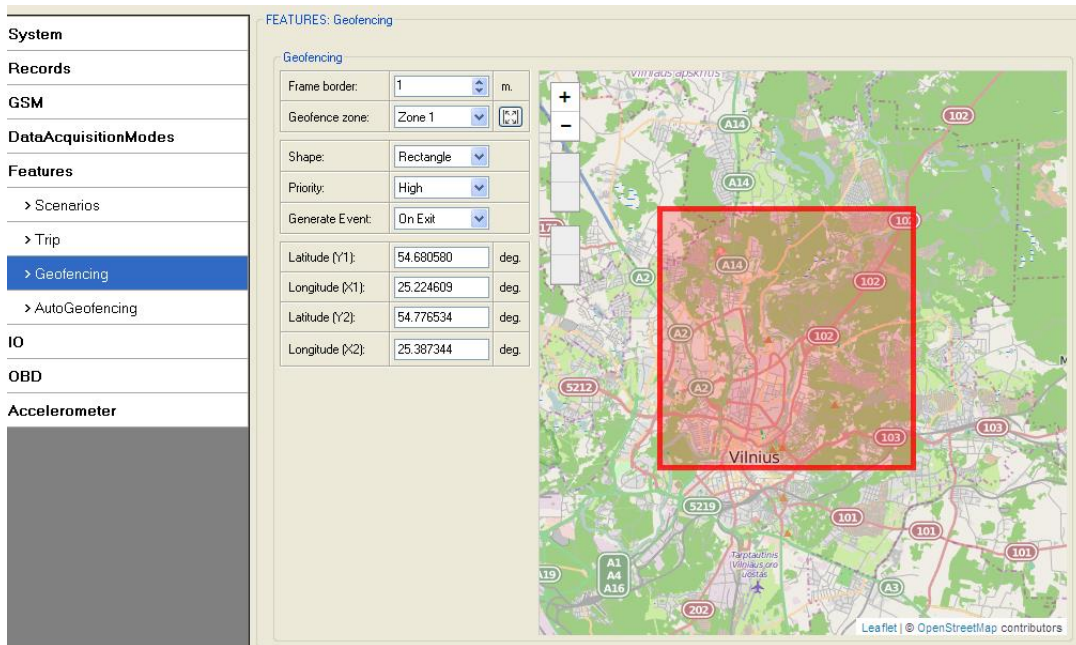 System
Records
GSM
DataAcquisitionModes
Features
> Scenarios
> Trip
> Geofencing
> AutoGeofencing
IO
OBD
Accelerometer
FEATURES: Geofencing
Geofencing
Frame border: 1 m.
Geofence zone: Zone 1
Shape: Rectangle
Priority: High
Generate Event: On Exit
Latitude (Y1): 54.680580 deg.
Longitude (X1): 25.224609 deg.
Latitude (Y2): 54.776534 deg.
Longitude (X2): 25.387344 deg.
Vilniaus apskritis
+
−
A14
102
A14
102
A14
A2
102
A2
102
5212
A2
103
103
Vilnius
5219
101
101
101
Tarptautinis
Vilniaus oro
uostas
A1
A4
A16
A19
A3
202
Leaflet | © OpenStreetMap contributors